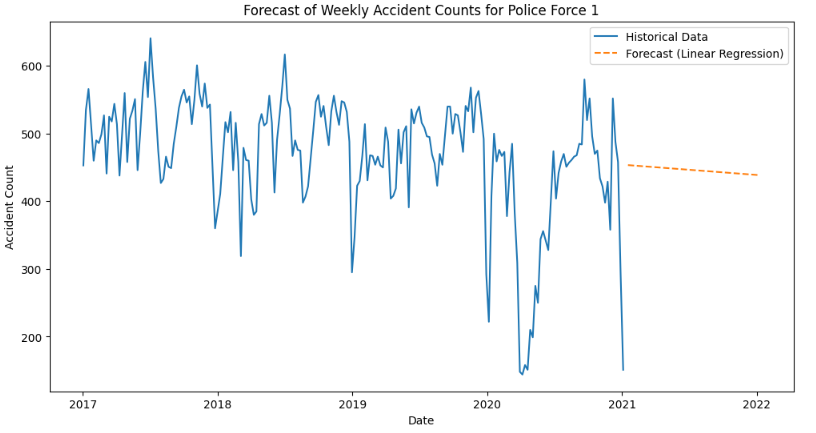 Forecast of Weekly Accident Counts for Police Force 1
Historical Data
Forecast (Linear Regression)
Accident Count
600
500
400
300
200
2017
2018
2019
2020
2021
2022
Date